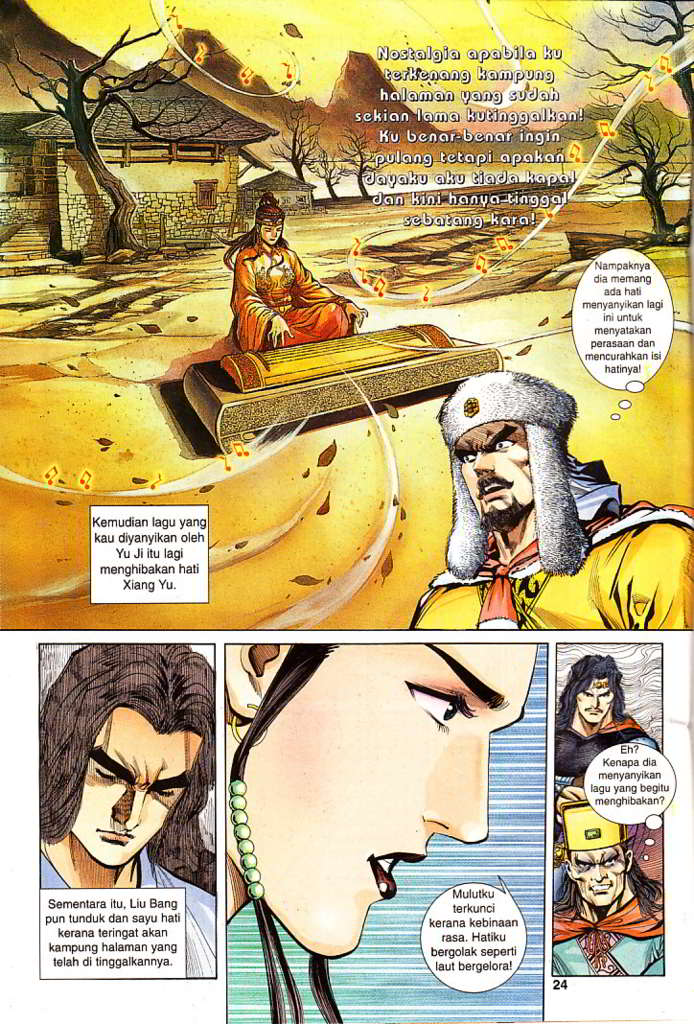 Nostalgia apabila ku
terkenang kampung
halaman yang sudah
sekian lama kutinggalkan!
Ku benar-benar ingin
pulang tetapi apakan
dayaku aku tiada kapal
dan kini hanya tinggal
sebatang kara!
Nampaknya
dia memang
ada hati
menyanyikan lagi
ini untuk
menyatakan
perasaan dan
mencurahkan isi
hatinya!
Kemudian lagu yang
kau dinyanyikan oleh
Yu Ji itu lagi
menghibakan hati
Xiang Yu.
Sementara itu, Liu Bang
pun tunduk dan sayu hati
kerana teringat akan
kampung halaman yang
telah di tinggalkannya.
Mulutku
terkunci
kerana kebinaan
rasa. Hatiku
bergolak seperti
laut bergelora!
Eh?
Kenapa dia
menyanyikan
lagu yang begitu
menghibakan?
24